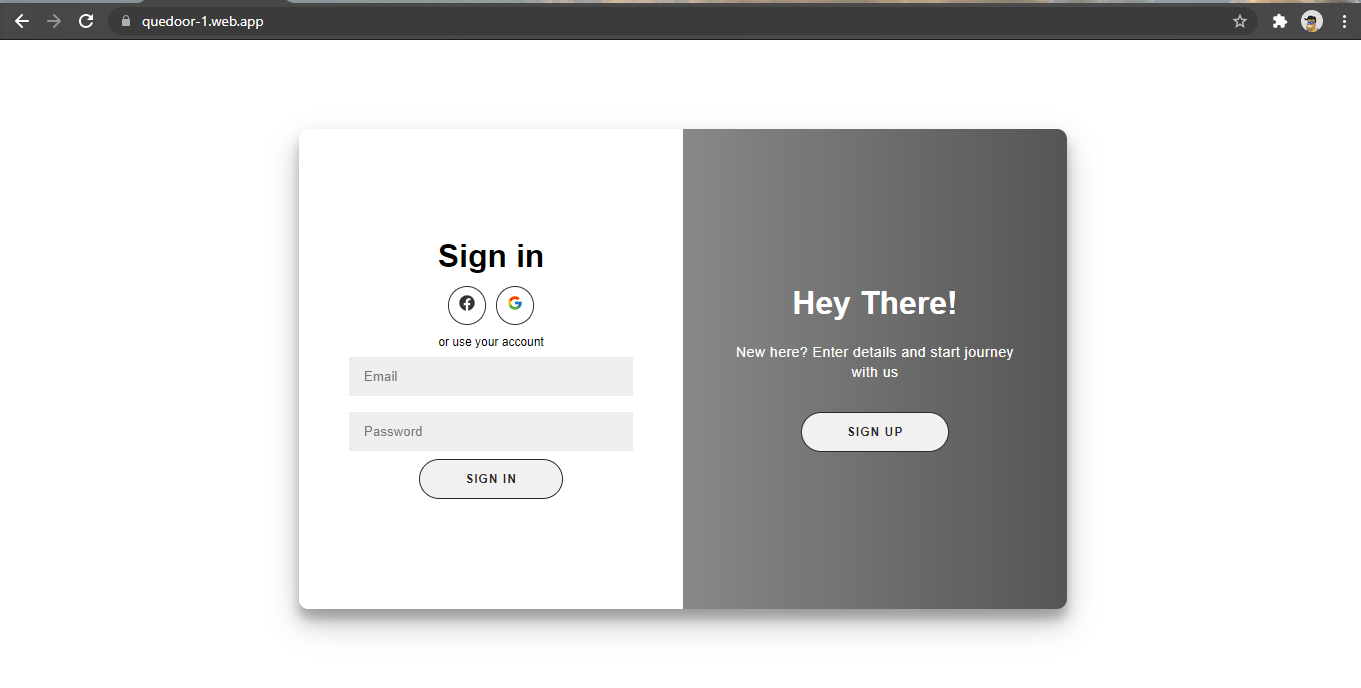 quedoor-1.web.app
Sign in
or use your account
Email
Password
SIGN IN
Hey There!
New here? Enter details and start journey
with us
SIGN UP